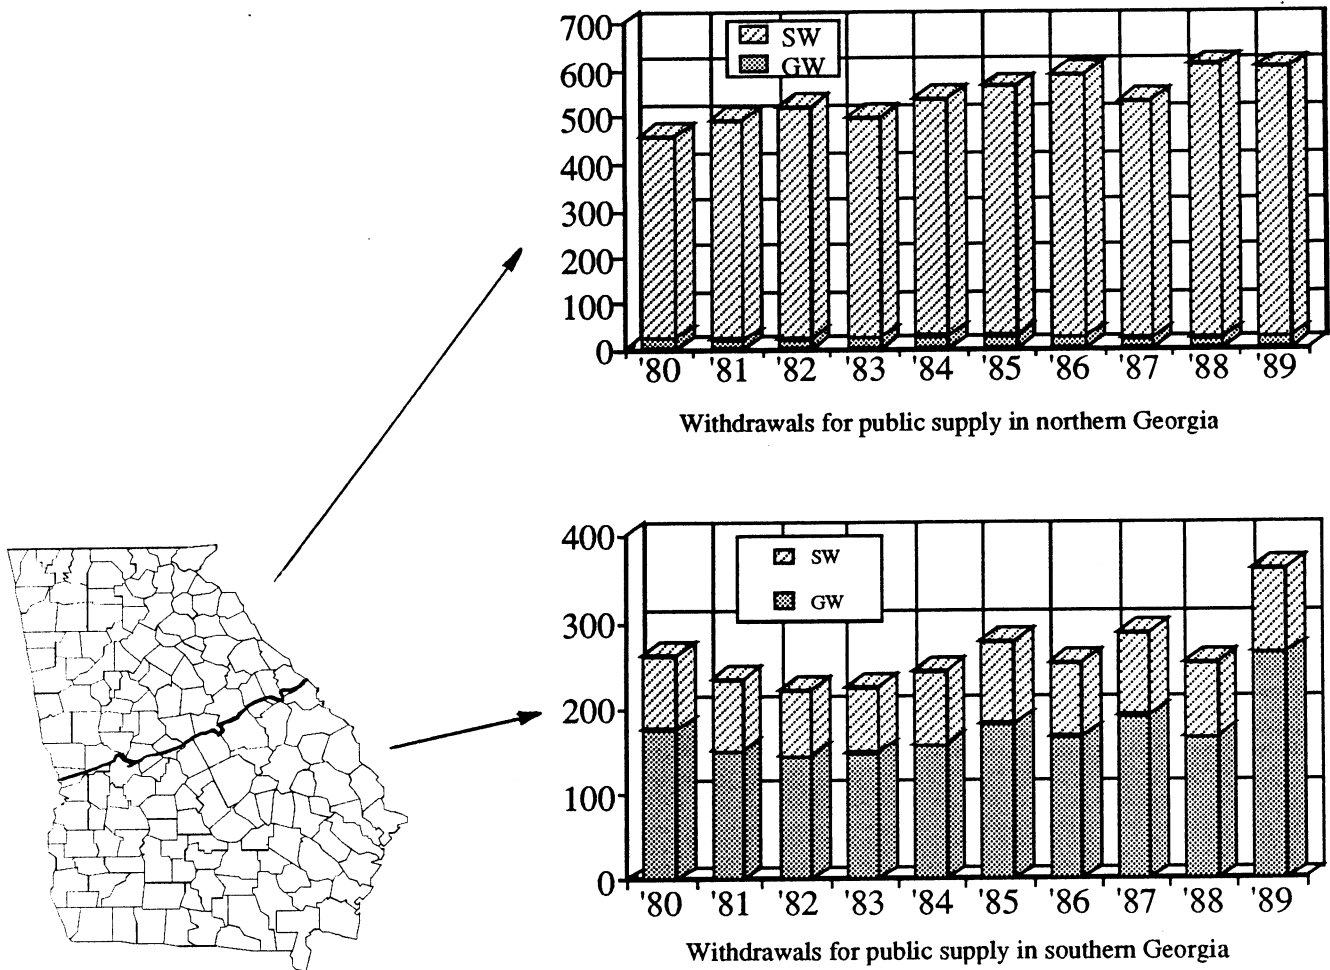 700
600
500
400
300
200
100
0
SW
GW
'80 '81 '82 '83 '84 '85 '86 '87 '88 '89
Withdrawals for public supply in northern Georgia
400
300
200
100
0
SW
GW
'80 '81 '82 '83 '84 '85 '86 '87 '88 '89
Withdrawals for public supply in southern Georgia